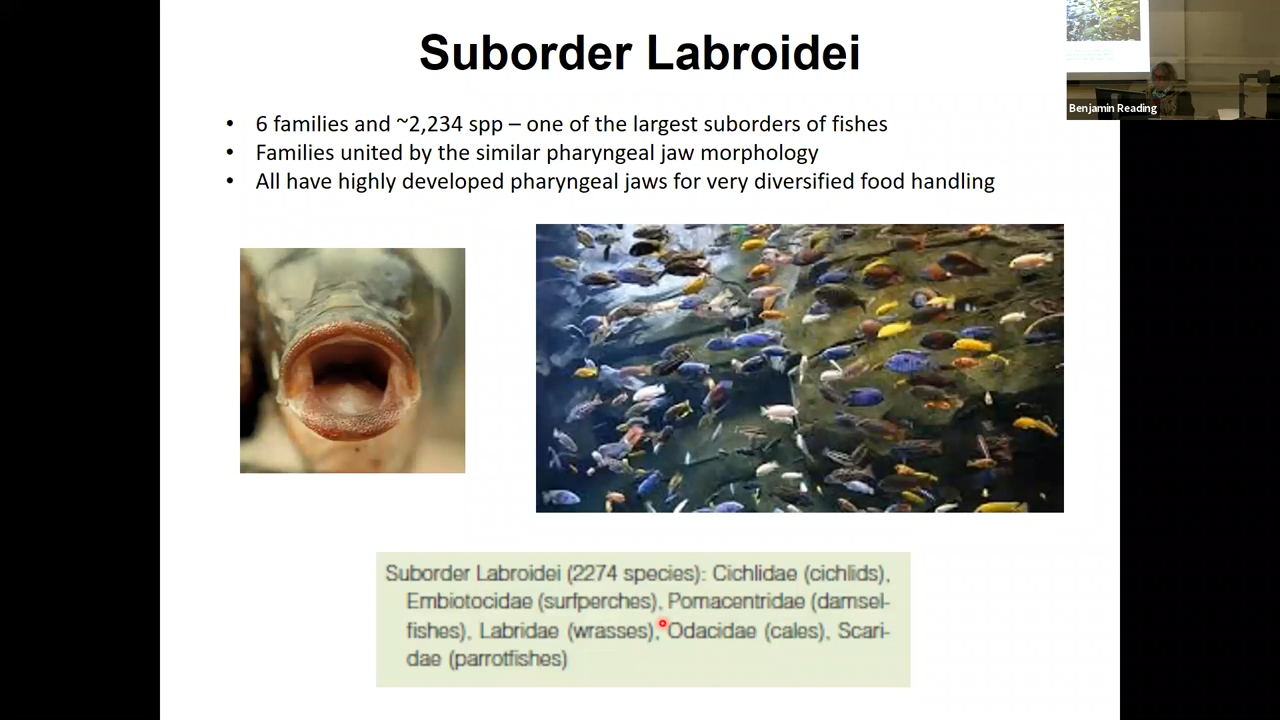 Suborder Labroidei
Benjamin Reading
• 6 families and ~2,234 spp – one of the largest suborders of fishes
• Families united by the similar pharyngeal jaw morphology
• All have highly developed pharyngeal jaws for very diversified food handling
Suborder Labroidei (2274 species): Cichlidae (cichlids),
Embiotocidae (surfperches), Pomacentridae (damsel-
fishes), Labridae (wrasses), Odacidae (cales), Scari-
dae (parrotfishes)